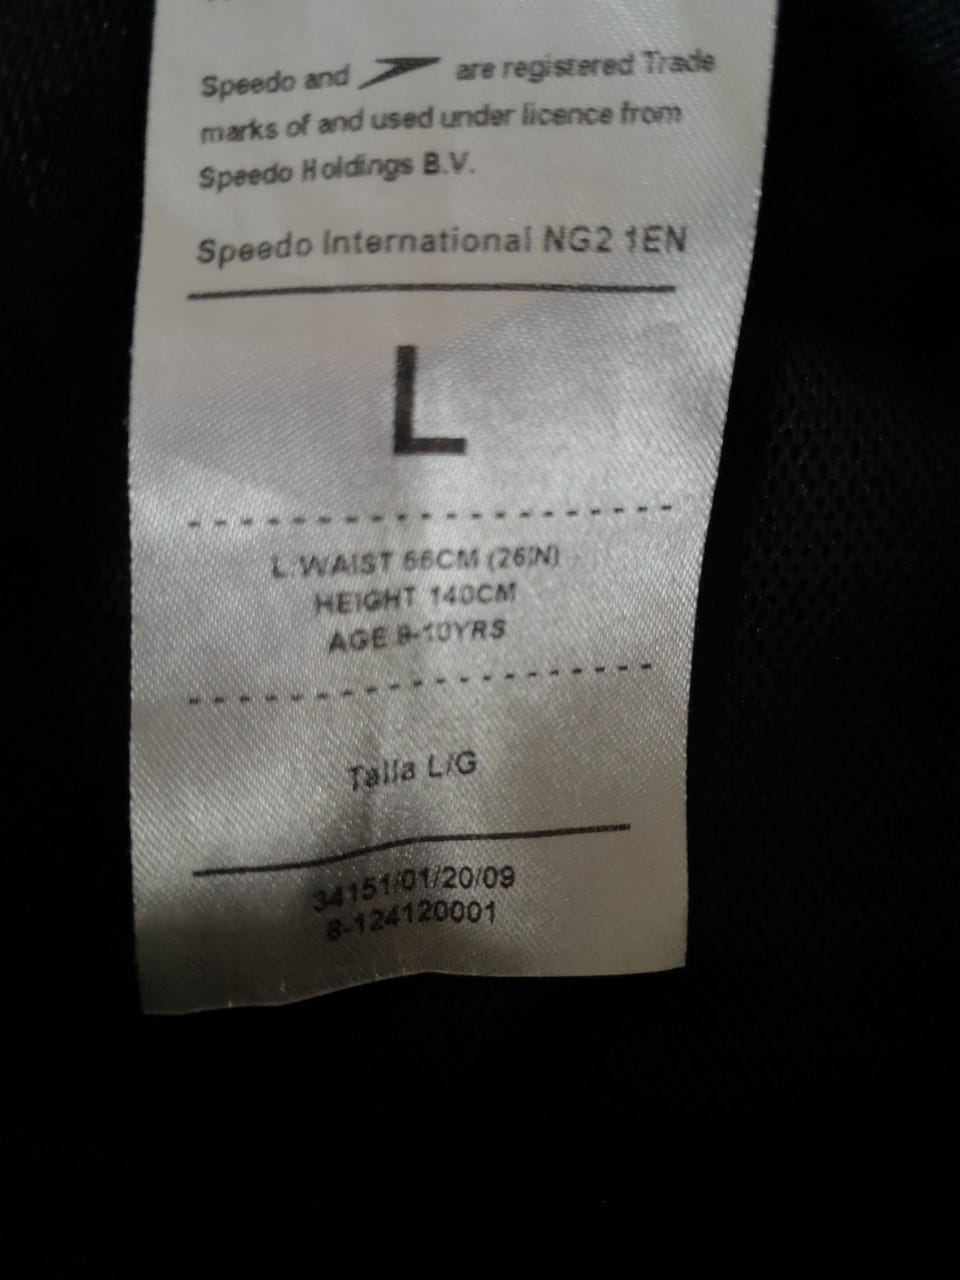 Speedo and are registered Trade
marks of and used under licence from
Speedo Holdings B.V.
Speedo International NG2 1EN
L
L:WAIST 66CM (26IN)
HEIGHT 140CM
AGE 9-10YRS
Talla L/G
34151/01/20/09
8-124120001